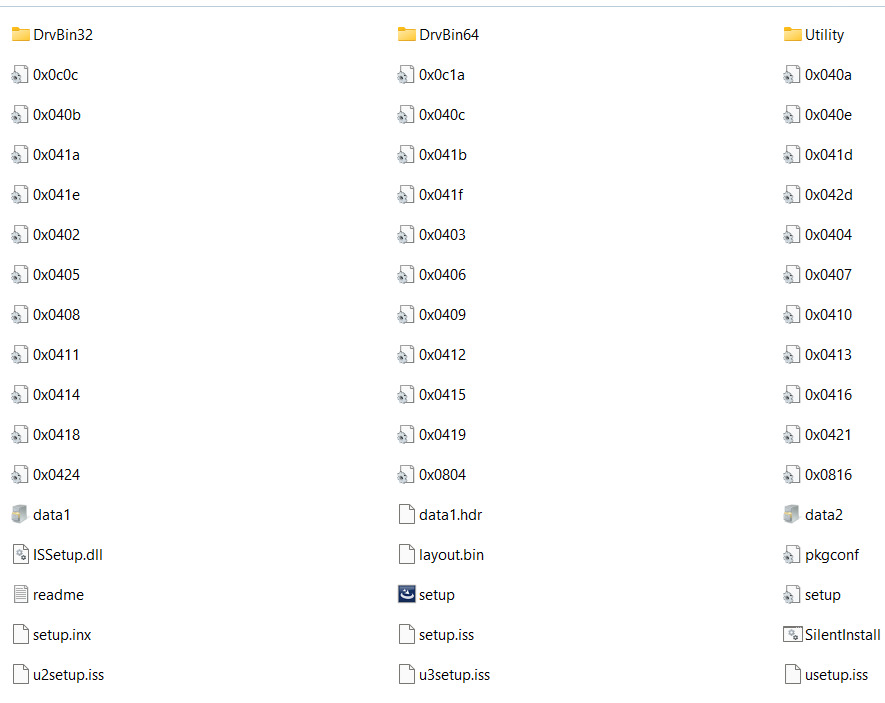 DrvBin32 DrvBin64 Utility
0x0c0c 0x0c1a 0x040a
0x040b 0x040c 0x040e
0x041a 0x041b 0x041d
0x041e 0x041f 0x042d
0x0402 0x0403 0x0404
0x0405 0x0406 0x0407
0x0408 0x0409 0x0410
0x0411 0x0412 0x0413
0x0414 0x0415 0x0416
0x0418 0x0419 0x0421
0x0424 0x0804 0x0816
data1 data1.hdr data2
ISSetup.dll layout.bin pkgconf
readme setup setup
setup.inx setup.iss SilentInstall
u2setup.iss u3setup.iss usetup.iss